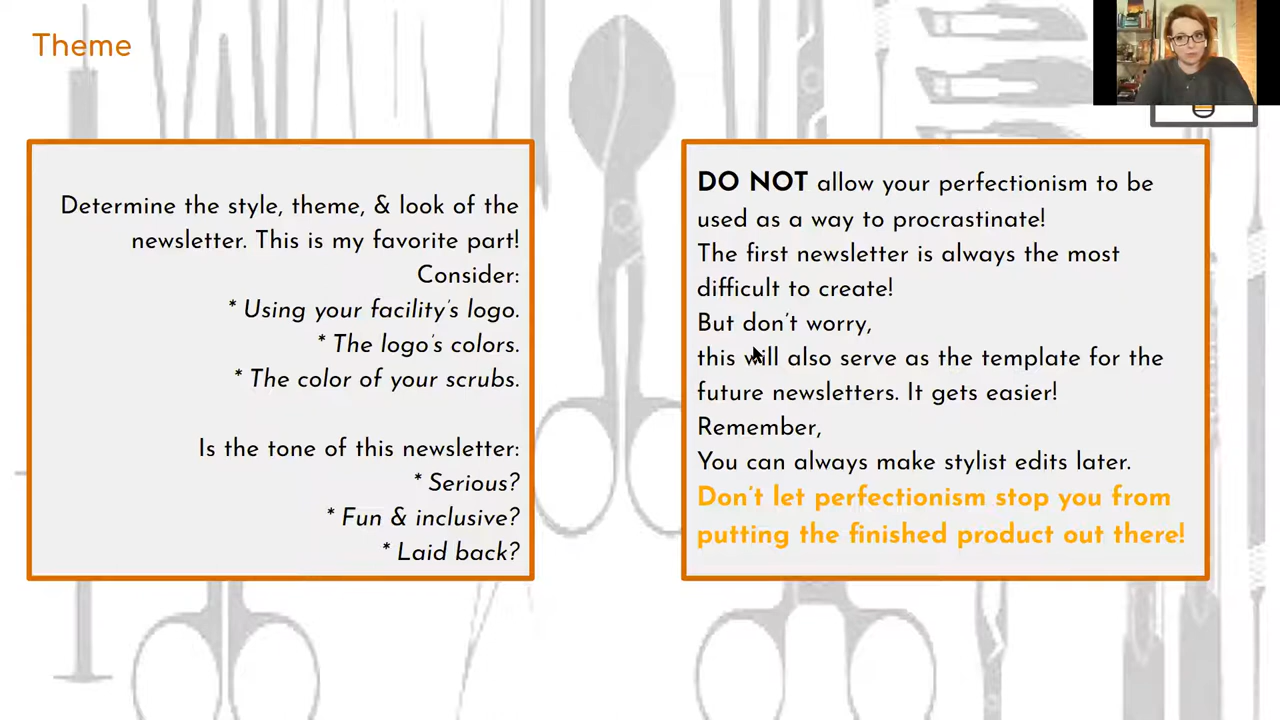 Theme
Determine the style, theme, & look of the
newsletter. This is my favorite part!
Consider:
* Using your facility's logo.
* The logo's colors.
* The color of your scrubs.
Is the tone of this newsletter:
* Serious?
* Fun & inclusive?
* Laid back?
DO NOT allow your perfectionism to be
used as a way to procrastinate!
The first newsletter is always the most
difficult to create!
But don't worry,
this will also serve as the template for the
future newsletters. It gets easier!
Remember,
You can always make stylist edits later.
Don't let perfectionism stop you from
putting the finished product out there!